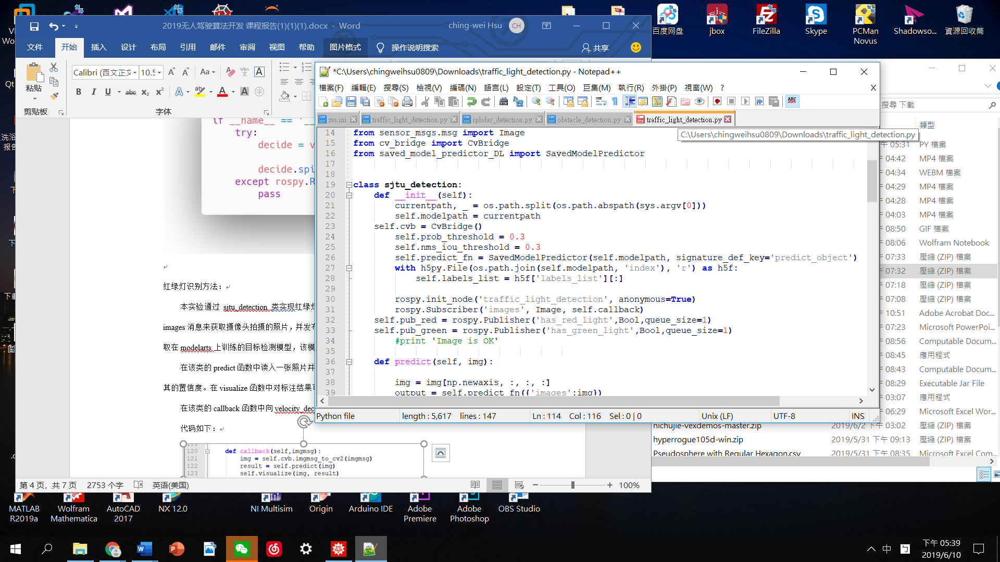 2019无人驾驶算法开发 课程报告(1)(1)(1).docx - Word
ching-wei Hsu
CH
文件 开始 插入 设计 布局 引用 邮件 审阅 视图 帮助 图片格式 操作说明搜索 共享
粘贴
剪贴板
Calibri (西文正文
10.5
Aa
字体
if __name__ == '__
try:
decide = v
decide.spi
except rospy.R
pass
红绿灯识别方法：
本实验通过 sjtu_detection 类实现红绿灯
images 消息来获取摄像头拍摄的照片，并发布
取在 modelarts 上训练的目标检测模型，该模
在该类的 predict 函数中读入一张照片并
其的置信度。在 visualize 函数中对标注结果可
在该类的 callback 函数中向 velocity_dec
代码如下：
119
120 def callback(self,imgmsg):
121 img = self.cvb.imgmsg_to_cv2(imgmsg)
122 result = self.predict(img)
123 self.visualize(img, result)
第 4 页，共 7 页 2753 个字 英语(美国) 100%
*C:\Users\chingweihsu0809\Downloads\traffic_light_detection.py - Notepad++
檔案(F) 編輯(E) 搜尋(S) 檢視(V) 編碼(N) 語言(L) 設定(T) 工具(O) 巨集(M) 執行(R) 外掛(P) 視窗(W) ? X
zss.ini traffic_light_detection.py rplidar_detection.py obstacle_detection.py traffic_light_detection.py
C:\Users\chingweihsu0809\Downloads\traffic_light_detection.py
14 from sensor_msgs.msg import Image
15 from cv_bridge import CvBridge
16 from saved_model_predictor_DL import SavedModelPredictor
17
18
19 class sjtu_detection:
20 def __init__(self):
21 currentpath, _ = os.path.split(os.path.abspath(sys.argv[0]))
22 self.modelpath = currentpath
23 self.cvb = CvBridge()
24 self.prob_threshold = 0.3
25 self.nms_iou_threshold = 0.3
26 self.predict_fn = SavedModelPredictor(self.modelpath, signature_def_key='predict_object')
27 with h5py.File(os.path.join(self.modelpath, 'index'), 'r') as h5f:
28 self.labels_list = h5f['labels_list'][:]
29
30 rospy.init_node('traffic_light_detection', anonymous=True)
31 rospy.Subscriber('images', Image, self.callback)
32 self.pub_red = rospy.Publisher('has_red_light',Bool,queue_size=1)
33 self.pub_green = rospy.Publisher('has_green_light',Bool,queue_size=1)
34 #print 'Image is OK'
35
36 def predict(self, img):
37
38 img = img[np.newaxis, :, :, :]
39 output = self.predict_fn({'images':img})
Python file length : 5,617 lines : 147 Ln : 114 Col : 116 Sel : 0 | 0 Unix (LF) UTF-8 INS
百度网盘
jbox
FileZilla
Skype
PCMan Novus
Shadowso...
資源回收筒
搜尋 下載
類型
午 05:31 PY 檔案
04:42 MP4 檔案
04:34 WEBM 檔案
04:29 MP4 檔案
04:28 MP4 檔案
04:03 MP4 檔案
08:50 GIF 檔案
08:06 Wolfram Notebook
07:33 壓縮 (ZIP) 檔案
07:32 壓縮 (ZIP) 檔案
07:18 壓縮 (ZIP) 檔案
07:08 壓縮 (ZIP) 檔案
10:51 Adobe Acrobat Doc...
07:23 Microsoft PowerPoi...
08:56 Computable Docum...
08:45 應用程式
08:43 Computable Docum...
08:29 Executable Jar File
03:07 應用程式
06:29 Microsoft Excel Wor...
nichujie-vexdemos-master.zip 2019/6/2 下午 03:02 壓縮 (ZIP) 檔案
hyperrogue105d-win.zip 2019/5/31 下午 09:13 壓縮 (ZIP) 檔案
Pseudosphere with Regular Hexagon.csv 2019/5/31 下午 08:35 Microsoft Excel Com...
MATLAB R2019a
Wolfram Mathematica
AutoCAD 2017
NX 12.0
NI Multisim
Origin
Arduino IDE
Adobe Premiere
Adobe Photoshop
OBS Studio
中
下午 05:39
2019/6/10